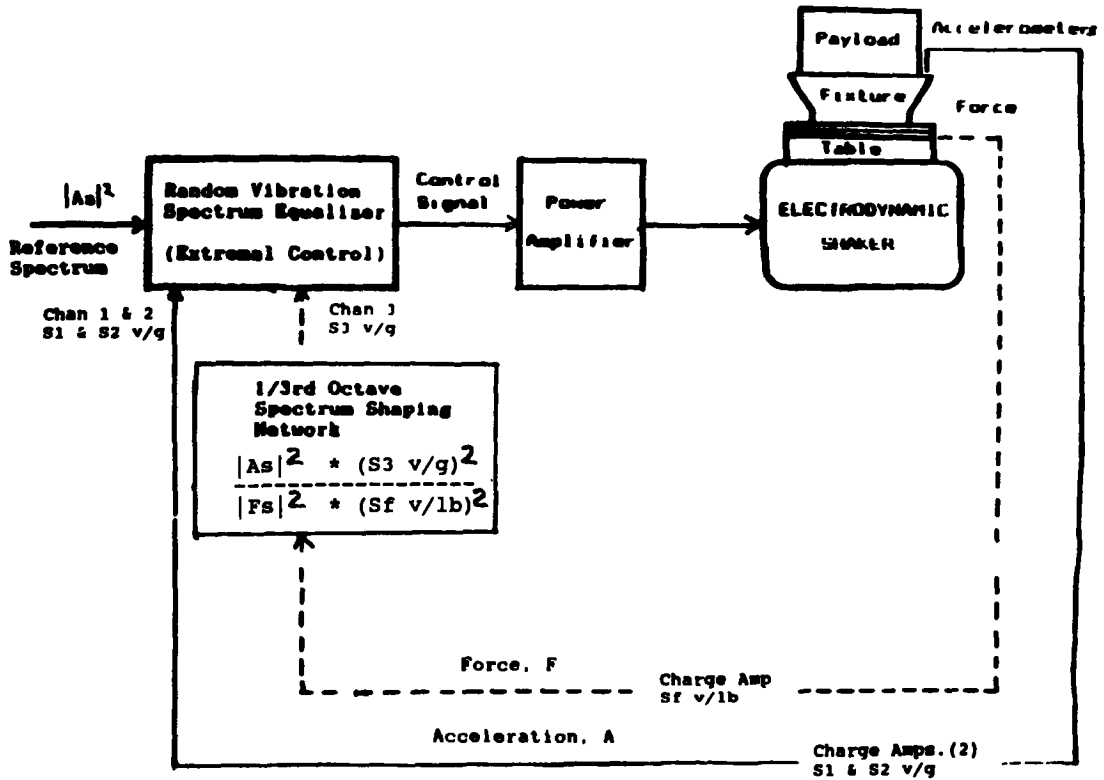 Payload
Accelerometers
Fixture
Force
Table
|As|²
Reference
Spectrum
Random Vibration
Spectrum Equalizer
(Extremal Control)
Control
Signal
Power
Amplifier
ELECTRODYNAMIC
SHAKER
Chan 1 & 2
S1 & S2 v/g
Chan 3
S3 v/g
1/3rd Octave
Spectrum Shaping
Network
|As|² * (S3 v/g)²
|Fs|² * (Sf v/lb)²
Force, F
Charge Amp
Sf v/lb
Acceleration, A
Charge Amps.(2)
S1 & S2 v/g